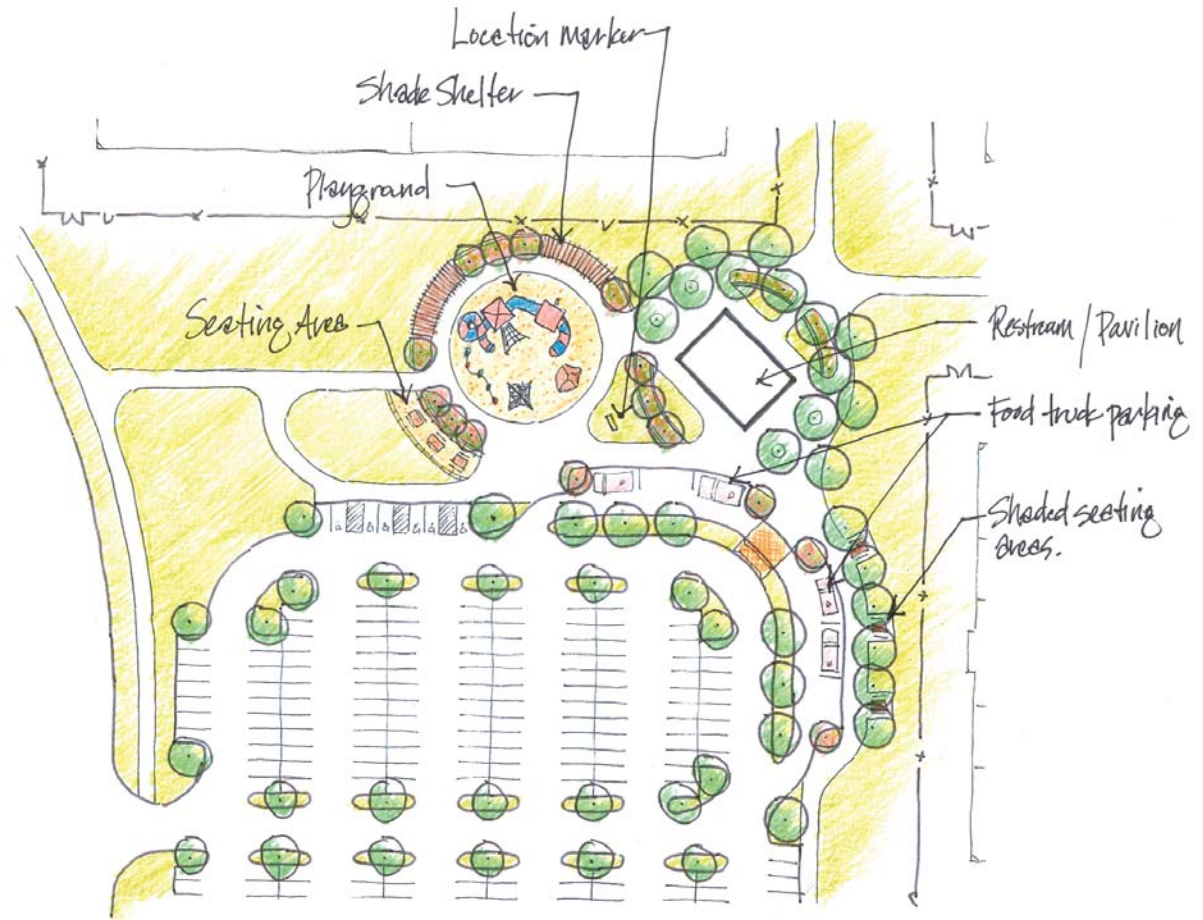 Location marker
Shade Shelter
Playground
Seating Area
Restroom / Pavilion
Food truck parking
Shaded seating
areas.